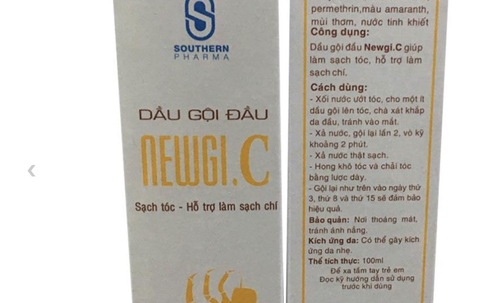 SOUTHERN
PHARMA
DẦU GỘI ĐẦU
NEWGI.C
Sạch tóc - Hỗ trợ làm sạch chí
permethrin,màu amaranth,
mùi thơm, nước tinh khiết
Công dụng:
Dầu gội đầu Newgi.C giúp
làm sạch tóc, hỗ trợ làm
sạch chí.
Cách dùng:
- Xối nước ướt tóc, cho một ít
dầu gội lên tóc, chà xát khắp
da đầu, tránh vào mắt.
- Xả nước, gội lại lần 2, vò kỹ
khoảng 2 phút.
- Xả nước thật sạch.
- Hong khô tóc và chải tóc
bằng lược dày.
- Gội lại như trên vào ngày thứ
3, thứ 8 và thứ 15 sẽ đảm bảo
hiệu quả.
Bảo quản: Nơi thoáng mát,
tránh ánh nắng.
Kích ứng da: Có thể gây kích
ứng da nhẹ.
Thể tích thực: 100ml
Để xa tầm tay trẻ em
Đọc kỹ hướng dẫn sử dụng
trước khi dùng